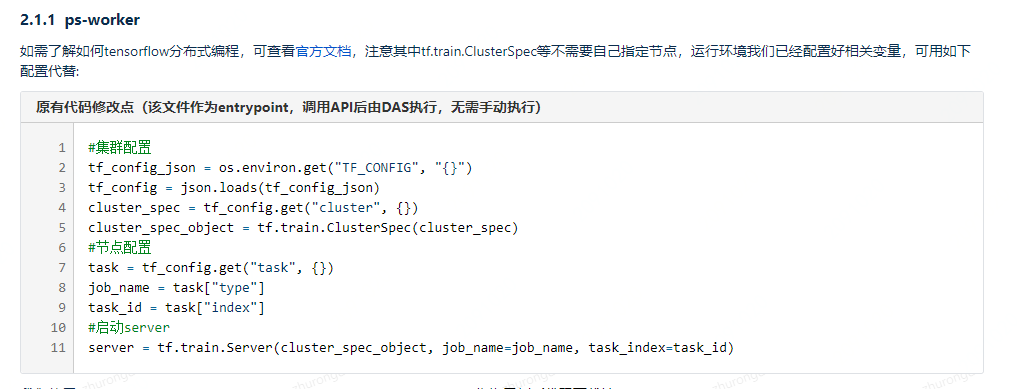 2.1.1 ps-worker
如需了解如何tensorflow分布式编程，可查看官方文档，注意其中tf.train.ClusterSpec等不需要自己指定节点，运行环境我们已经配置好相关变量，可用如下
配置代替:
原有代码修改点（该文件作为entrypoint，调用API后由DAS执行，无需手动执行）
1 #集群配置
2 tf_config_json = os.environ.get("TF_CONFIG", "{}")
3 tf_config = json.loads(tf_config_json)
4 cluster_spec = tf_config.get("cluster", {})
5 cluster_spec_object = tf.train.ClusterSpec(cluster_spec)
6 #节点配置
7 task = tf_config.get("task", {})
8 job_name = task["type"]
9 task_id = task["index"]
10 #启动server
11 server = tf.train.Server(cluster_spec_object, job_name=job_name, task_index=task_id)